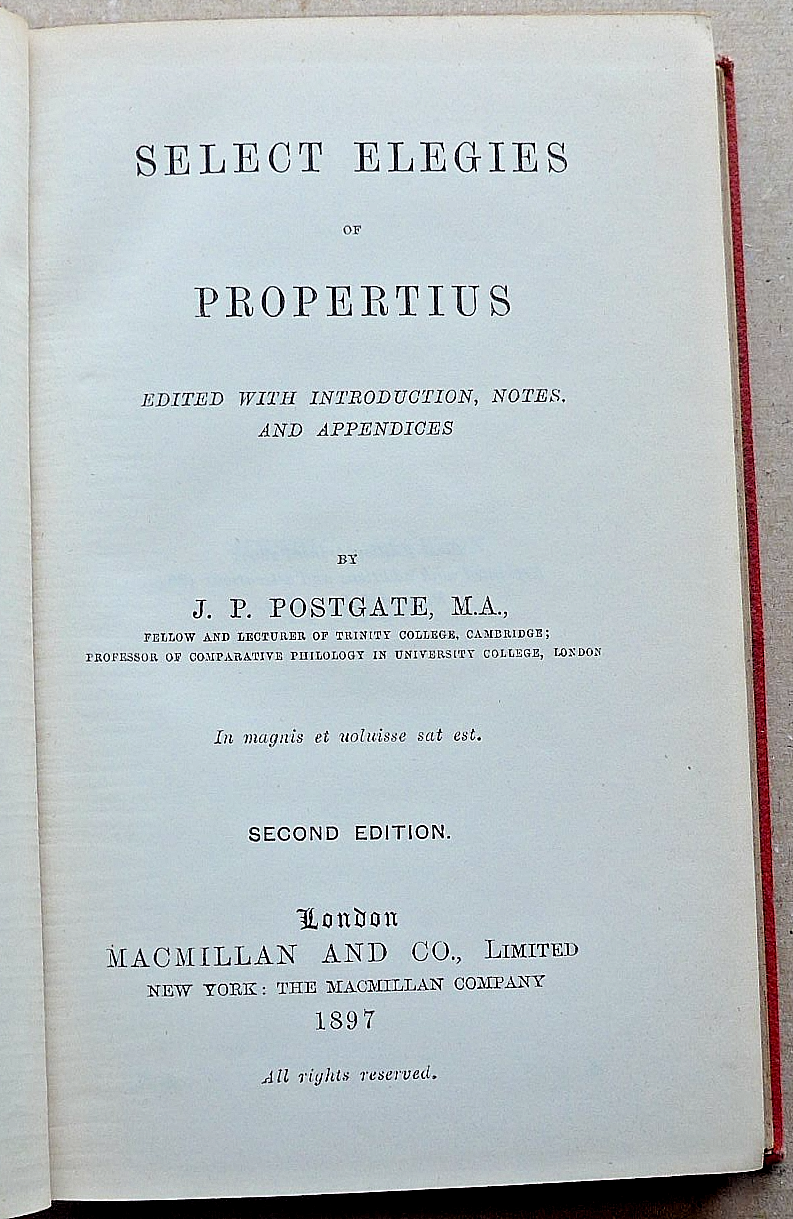 SELECT ELEGIES
OF
PROPERTIUS
EDITED WITH INTRODUCTION, NOTES.
AND APPENDICES
BY
J. P. POSTGATE, M.A.,
FELLOW AND LECTURER OF TRINITY COLLEGE, CAMBRIDGE;
PROFESSOR OF COMPARATIVE PHILOLOGY IN UNIVERSITY COLLEGE, LONDON
In magnis et uoluisse sat est.
SECOND EDITION.
London
MACMILLAN AND CO., LIMITED
NEW YORK: THE MACMILLAN COMPANY
1897
All rights reserved.